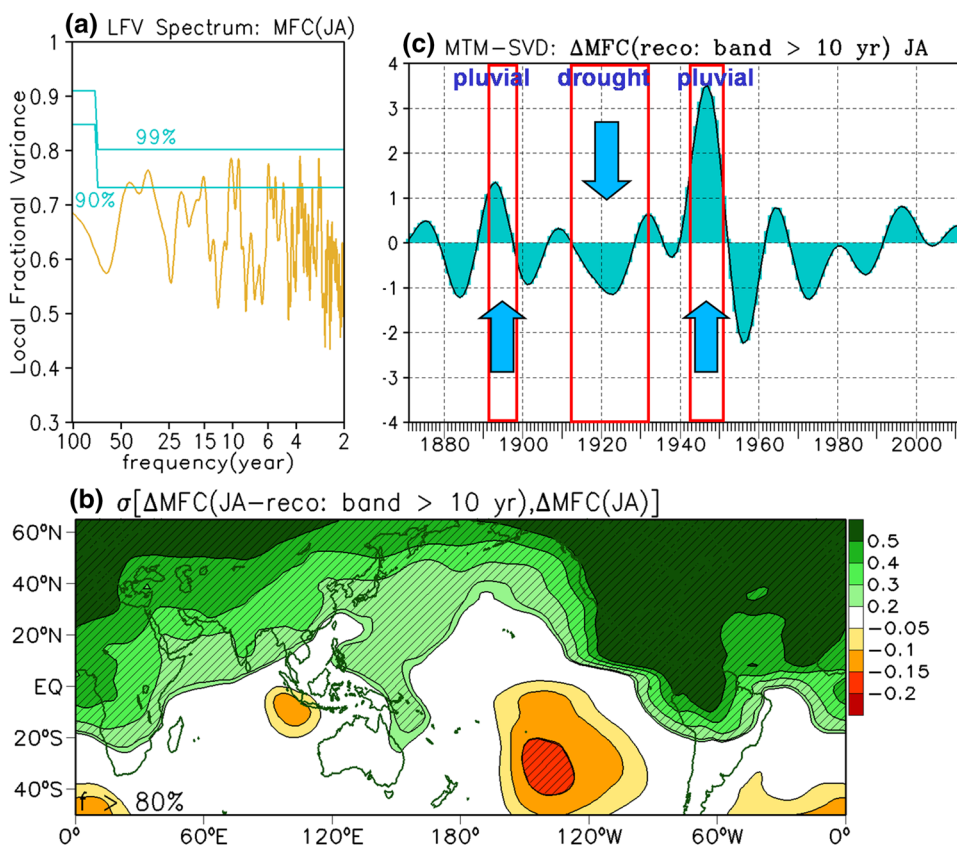 (a) LFV Spectrum: MFC(JA)
Local Fractional Variance
1
0.9
0.8
0.7
0.6
0.5
0.4
0.3
99%
90%
100 50 25 15 10 6 4 2
frequency(year)
(c) MTM-SVD: ΔMFC(reco: band > 10 yr) JA
pluvial drought pluvial
4
3
2
1
0
-1
-2
-3
-4
1880 1900 1920 1940 1960 1980 2000
(b) σ[ΔMFC(JA-reco: band > 10 yr),ΔMFC(JA)]
60°N
40°N
20°N
EQ
20°S
40°S
f > 80%
0° 60°E 120°E 180° 120°W 60°W 0°
0.5
0.4
0.3
0.2
-0.05
-0.1
-0.15
-0.2